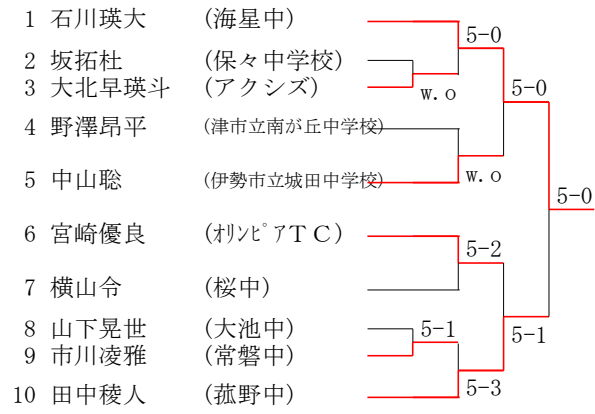 1 石川瑛大 (海星中)
5-0
2 坂拓杜 (保々中学校)
3 大北早瑛斗 (アクシズ)
w.o
5-0
4 野澤昂平 (津市立南が丘中学校)
5 中山聡 (伊勢市立城田中学校)
w.o
5-0
6 宮崎優良 (オリンピアTC)
5-2
7 横山令 (桜中)
8 山下晃世 (大池中)
5-1
5-1
9 市川凌雅 (常磐中)
10 田中稜人 (菰野中)
5-3